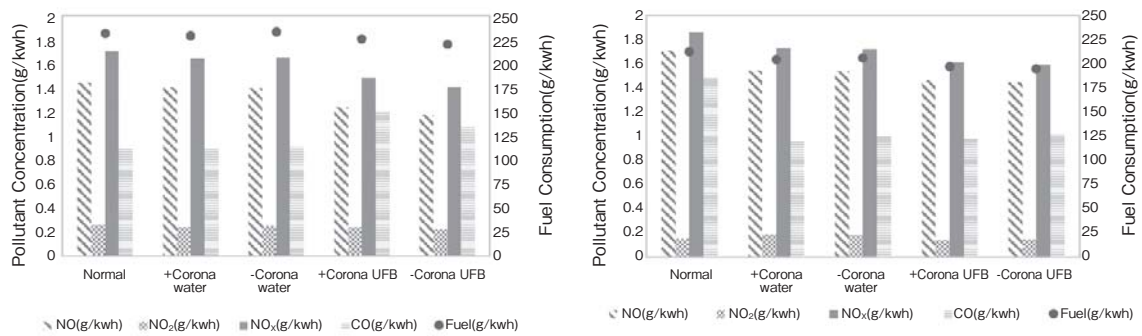 Pollutant Concentration(g/kwh)
2
1.8
1.6
1.4
1.2
1
0.8
0.6
0.4
0.2
0
250
225
200
175
150
125
100
75
50
25
0
Fuel Consumption(g/kwh)
Normal
+Corona
water
-Corona
water
+Corona UFB
-Corona UFB
NO(g/kwh)
NO₂(g/kwh)
NOₓ(g/kwh)
CO(g/kwh)
Fuel(g/kwh)
Pollutant Concentration(g/kwh)
2
1.8
1.6
1.4
1.2
1
0.8
0.6
0.4
0.2
0
250
225
200
175
150
125
100
75
50
25
0
Fuel Consumption(g/kwh)
Normal
+Corona
water
-Corona
water
+Corona UFB
-Corona UFB
NO(g/kwh)
NO₂(g/kwh)
NOₓ(g/kwh)
CO(g/kwh)
Fuel(g/kwh)